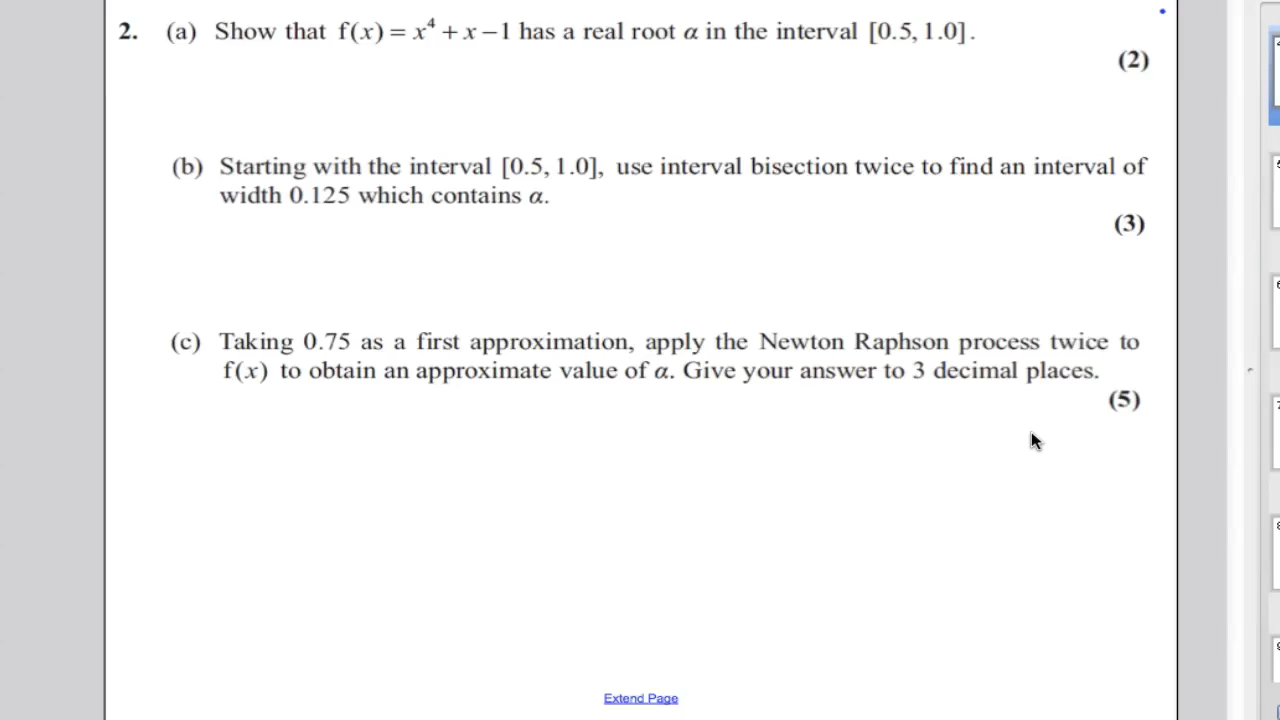 2. (a) Show that f(x) = x⁴ + x − 1 has a real root α in the interval [0.5, 1.0].
(2)
(b) Starting with the interval [0.5, 1.0], use interval bisection twice to find an interval of
width 0.125 which contains α.
(3)
(c) Taking 0.75 as a first approximation, apply the Newton Raphson process twice to
f(x) to obtain an approximate value of α. Give your answer to 3 decimal places.
(5)
Extend Page